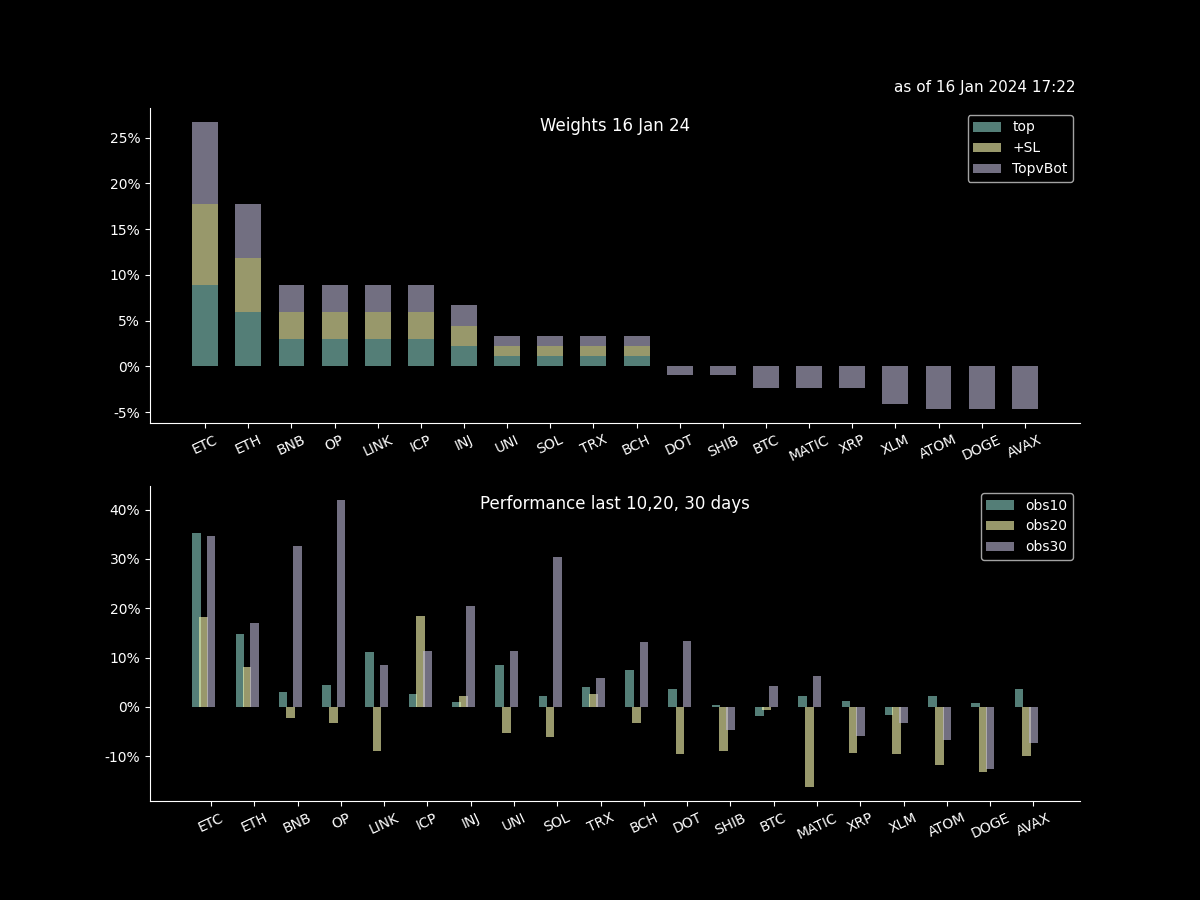 as of 16 Jan 2024 17:22
Weights 16 Jan 24
top
+SL
TopvBot
25%
20%
15%
10%
5%
0%
-5%
ETC ETH BNB OP LINK ICP INJ UNI SOL TRX BCH DOT SHIB BTC MATIC XRP XLM ATOM DOGE AVAX
Performance last 10,20, 30 days
obs10
obs20
obs30
40%
30%
20%
10%
0%
-10%
ETC ETH BNB OP LINK ICP INJ UNI SOL TRX BCH DOT SHIB BTC MATIC XRP XLM ATOM DOGE AVAX